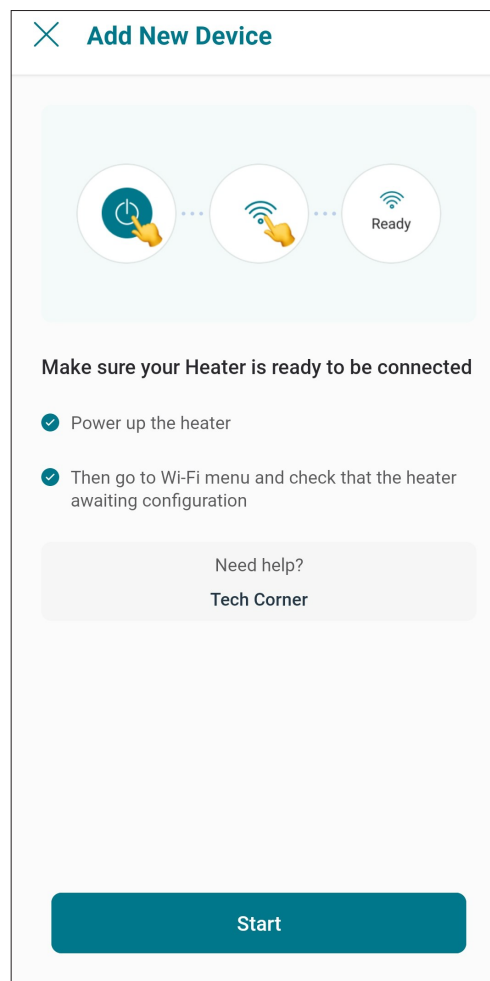 Add New Device
Ready
Make sure your Heater is ready to be connected
Power up the heater
Then go to Wi-Fi menu and check that the heater
awaiting configuration
Need help?
Tech Corner
Start